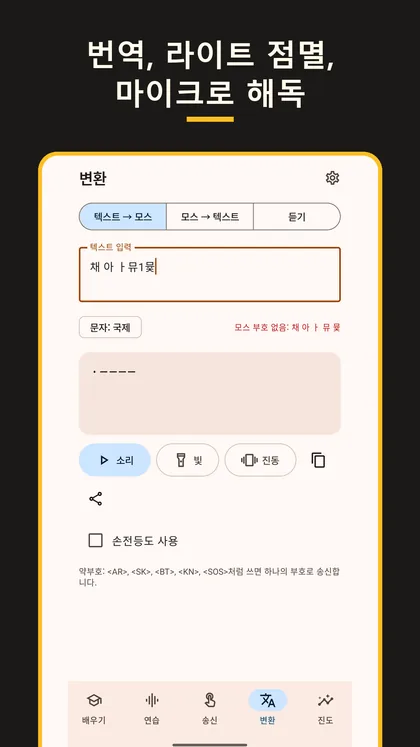 번역, 라이트 점멸,
마이크로 해독
변환
텍스트 → 모스
모스 → 텍스트
듣기
텍스트 입력
채 아 ㅏ뮤1묮
문자: 국제
모스 부호 없음: 채 아 ㅏ 뮤 묮
· − − − −
소리
빛
진동
손전등도 사용
약부호: <AR>, <SK>, <BT>, <KN>, <SOS>처럼 쓰면 하나의 부호로 송신합
니다.
배우기
연습
송신
변환
진도